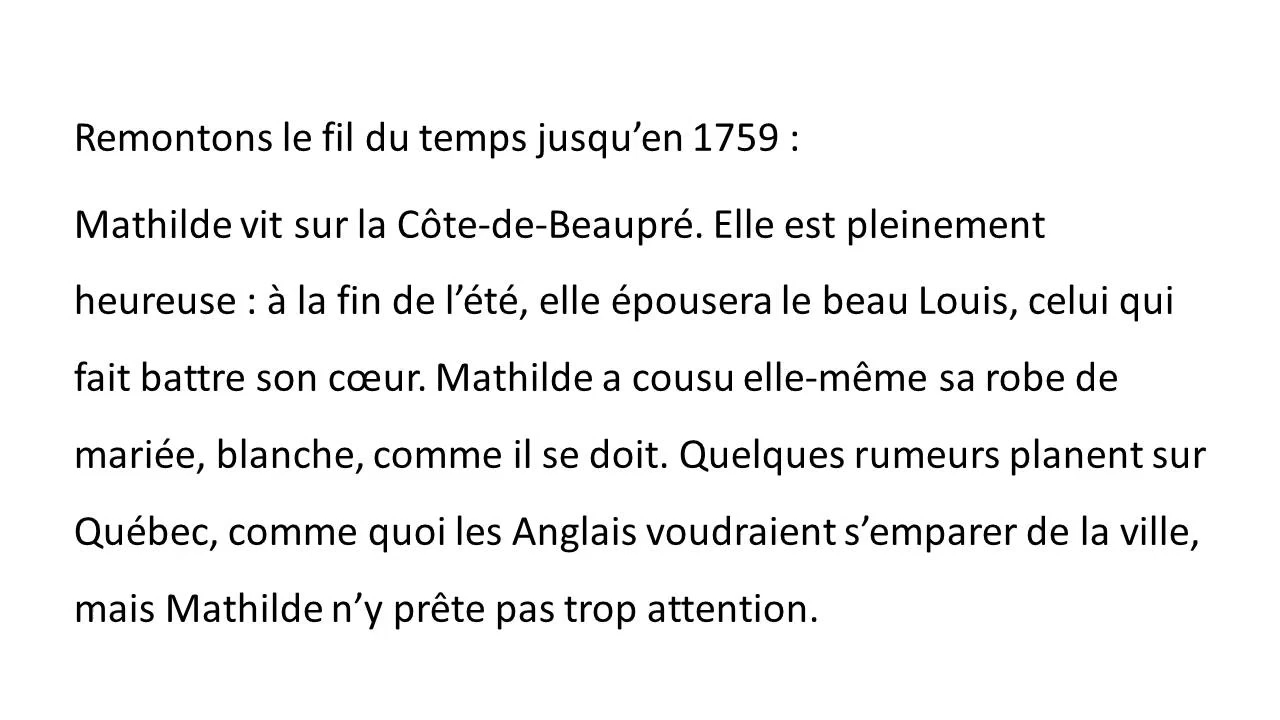 Remontons le fil du temps jusqu’en 1759 :
Mathilde vit sur la Côte-de-Beaupré. Elle est pleinement
heureuse : à la fin de l’été, elle épousera le beau Louis, celui qui
fait battre son cœur. Mathilde a cousu elle-même sa robe de
mariée, blanche, comme il se doit. Quelques rumeurs planent sur
Québec, comme quoi les Anglais voudraient s’emparer de la ville,
mais Mathilde n’y prête pas trop attention.